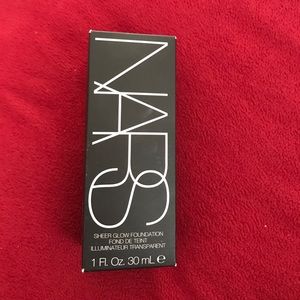 NARS
SHEER GLOW FOUNDATION
FOND DE TEINT
ILLUMINATEUR TRANSPARENT
1 Fl. Oz. 30 mL ℮